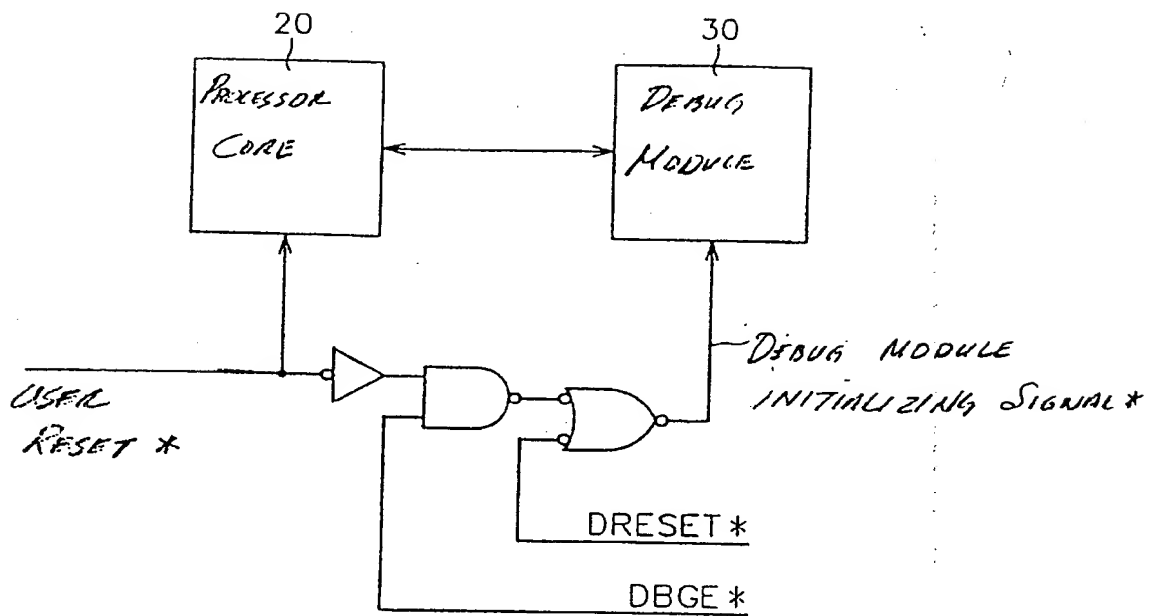 20
30
PROCESSOR
CORE
DEBUG
MODULE
USER
RESET *
DEBUG MODULE
INITIALIZING SIGNAL*
DRESET*
DBGE*